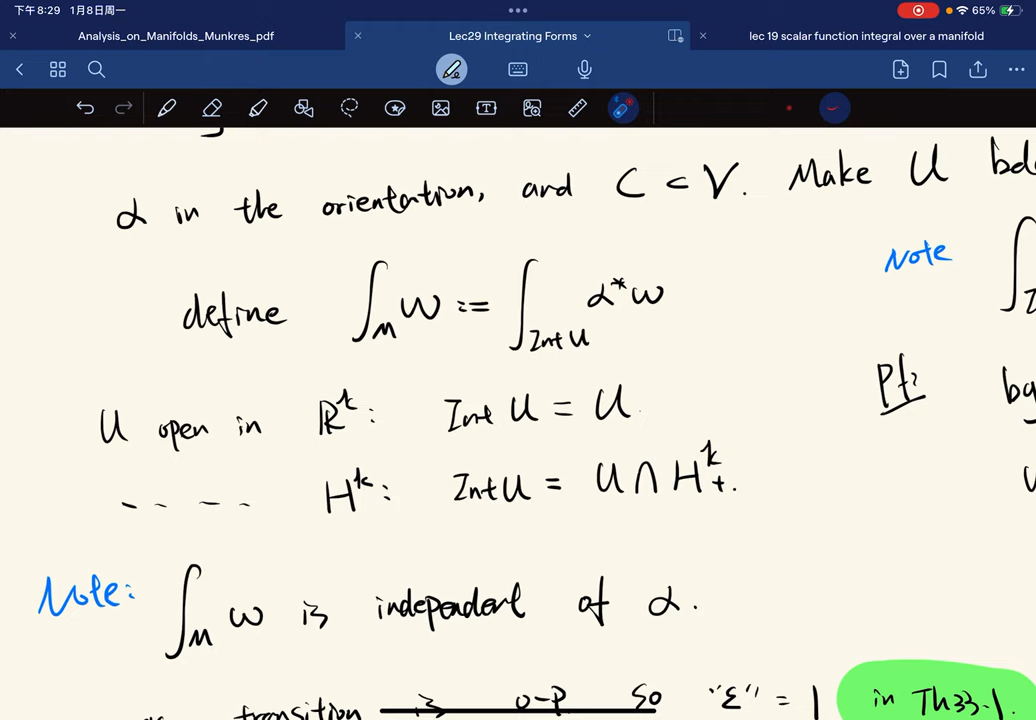 下午8:29 1月8日周一
65%
Analysis_on_Manifolds_Munkres_pdf
Lec29 Integrating Forms
lec 19 scalar function integral over a manifold
α in the orientation, and C ⊂ V. Make U
Note
define ∫_M ω := ∫_{Int U} α*ω
Pf:
U open in ℝ^k: Int U = U
- - - - H^k: Int U = U ∩ H^k_+.
Note: ∫_M ω is independent of α.
transition is o-p so "ε" = 1 in Th33.1.